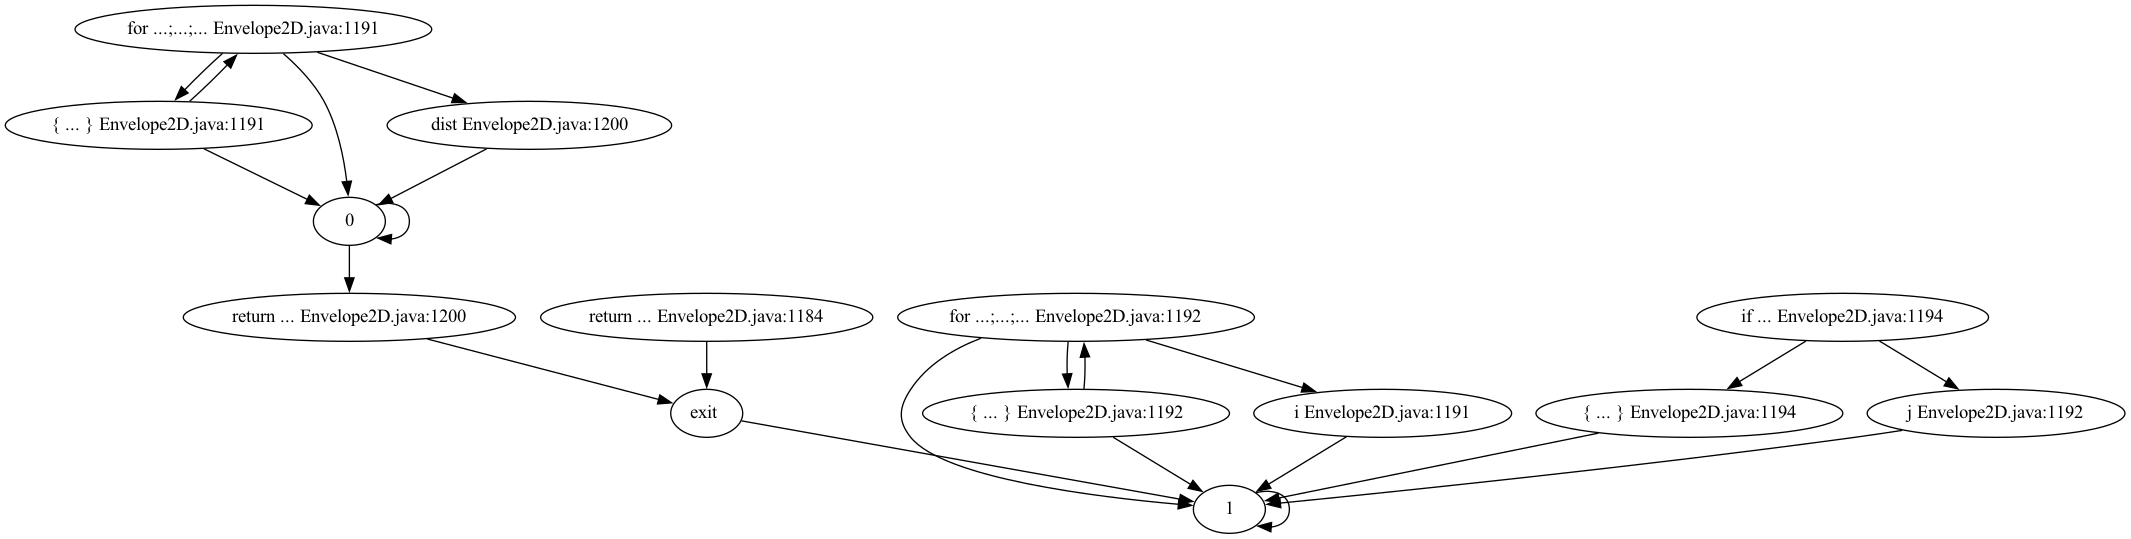 for ...;...;... Envelope2D.java:1191
{ ... } Envelope2D.java:1191
dist Envelope2D.java:1200
0
return ... Envelope2D.java:1200
return ... Envelope2D.java:1184
for ...;...;... Envelope2D.java:1192
if ... Envelope2D.java:1194
exit
{ ... } Envelope2D.java:1192
i Envelope2D.java:1191
{ ... } Envelope2D.java:1194
j Envelope2D.java:1192
1